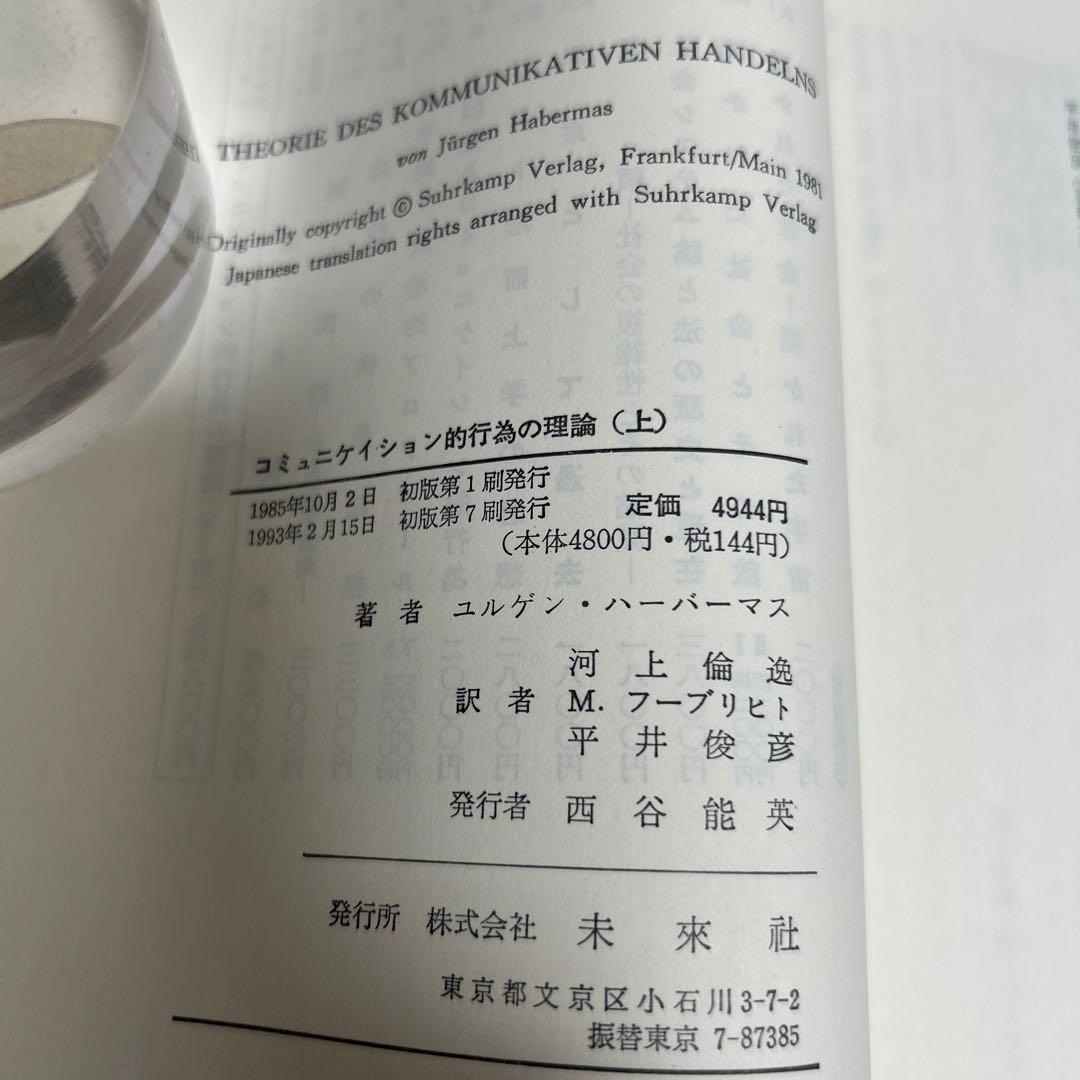 THEORIE DES KOMMUNIKATIVEN HANDELNS
von Jürgen Habermas
Originally copyright © Suhrkamp Verlag, Frankfurt/Main 1981
Japanese translation rights arranged with Suhrkamp Verlag
コミュニケイション的行為の理論（上）
1985年10月2日 初版第1刷発行
1993年2月15日 初版第7刷発行 定価 4944円
（本体4800円・税144円）
著者 ユルゲン・ハーバーマス
河上倫逸
訳者 M. フーブリヒト
平井俊彦
発行者 西谷能英
発行所 株式会社 未來社
東京都文京区小石川3-7-2
振替東京 7-87385